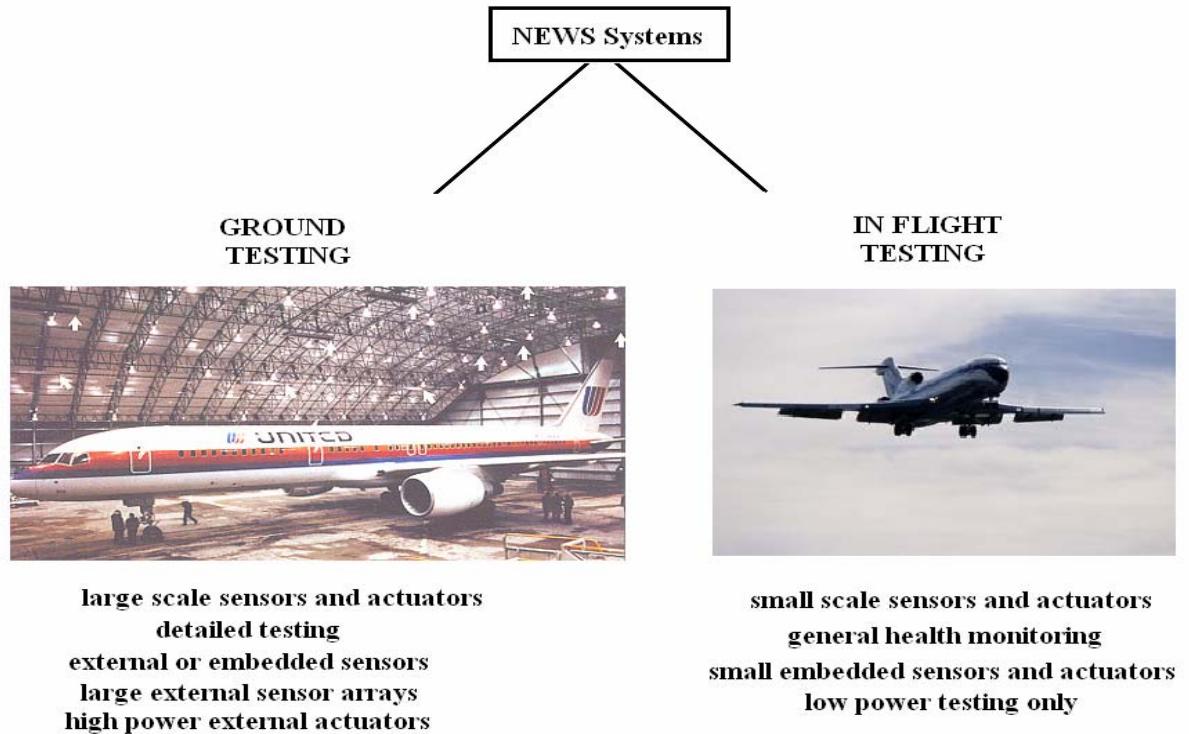 NEWS Systems
GROUND
TESTING
UNITED
large scale sensors and actuators
detailed testing
external or embedded sensors
large external sensor arrays
high power external actuators
IN FLIGHT
TESTING
small scale sensors and actuators
general health monitoring
small embedded sensors and actuators
low power testing only